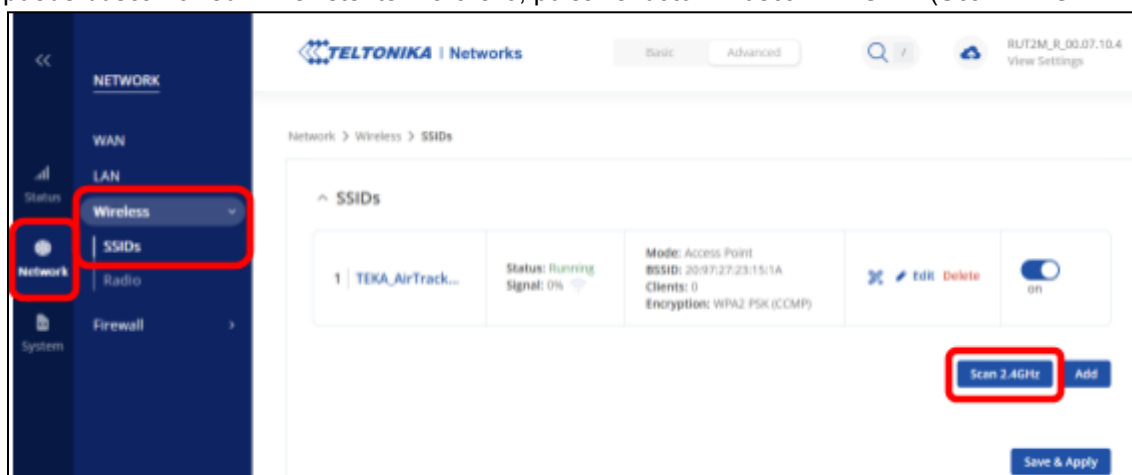 «
NETWORK
WAN
LAN
Wireless
SSIDs
Radio
Firewall
Status
Network
System
TELTONIKA | Networks
Basic
Advanced
/
RUT2M_R_00.07.10.4
View Settings
Network > Wireless > SSIDs
SSIDs
1 | TEKA_AirTrack...
Status: Running
Signal: 0%
Mode: Access Point
BSSID: 20:97:27:23:15:1A
Clients: 0
Encryption: WPA2 PSK (CCMP)
Edit Delete
on
Scan 2.4GHz
Add
Save & Apply